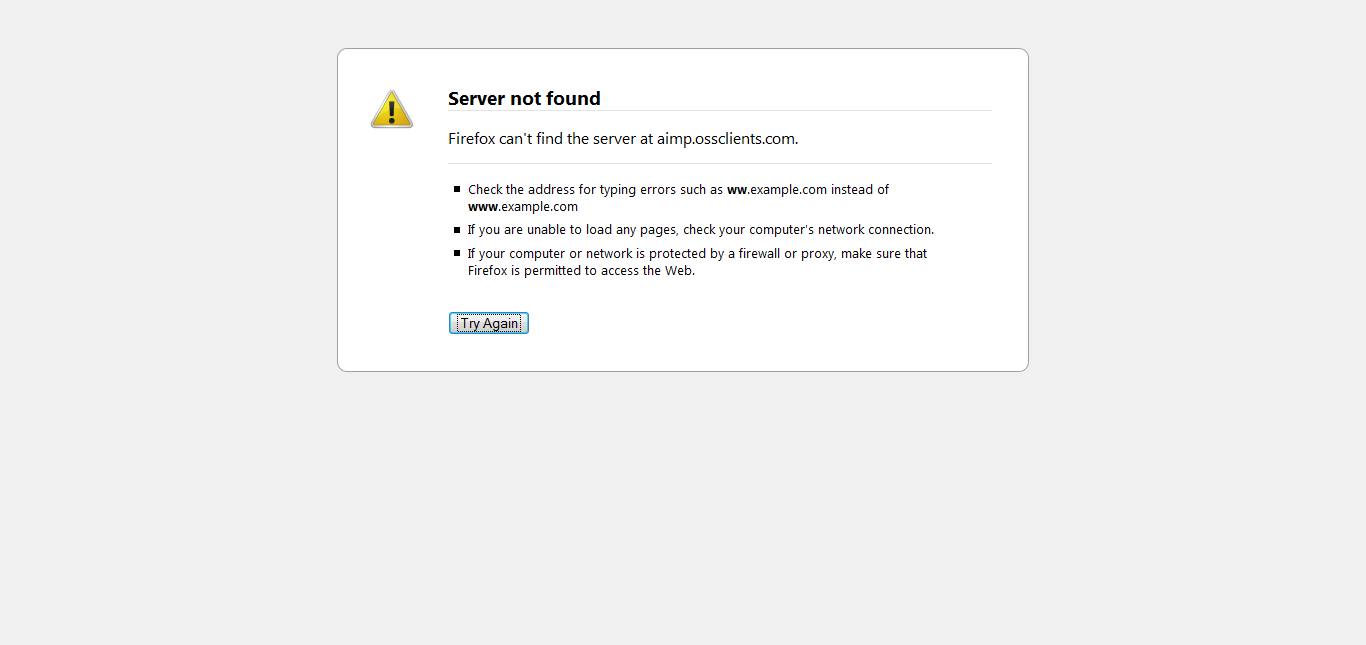 Server not found
Firefox can't find the server at aimp.ossclients.com.
Check the address for typing errors such as ww.example.com instead of
www.example.com
If you are unable to load any pages, check your computer's network connection.
If your computer or network is protected by a firewall or proxy, make sure that
Firefox is permitted to access the Web.
Try Again